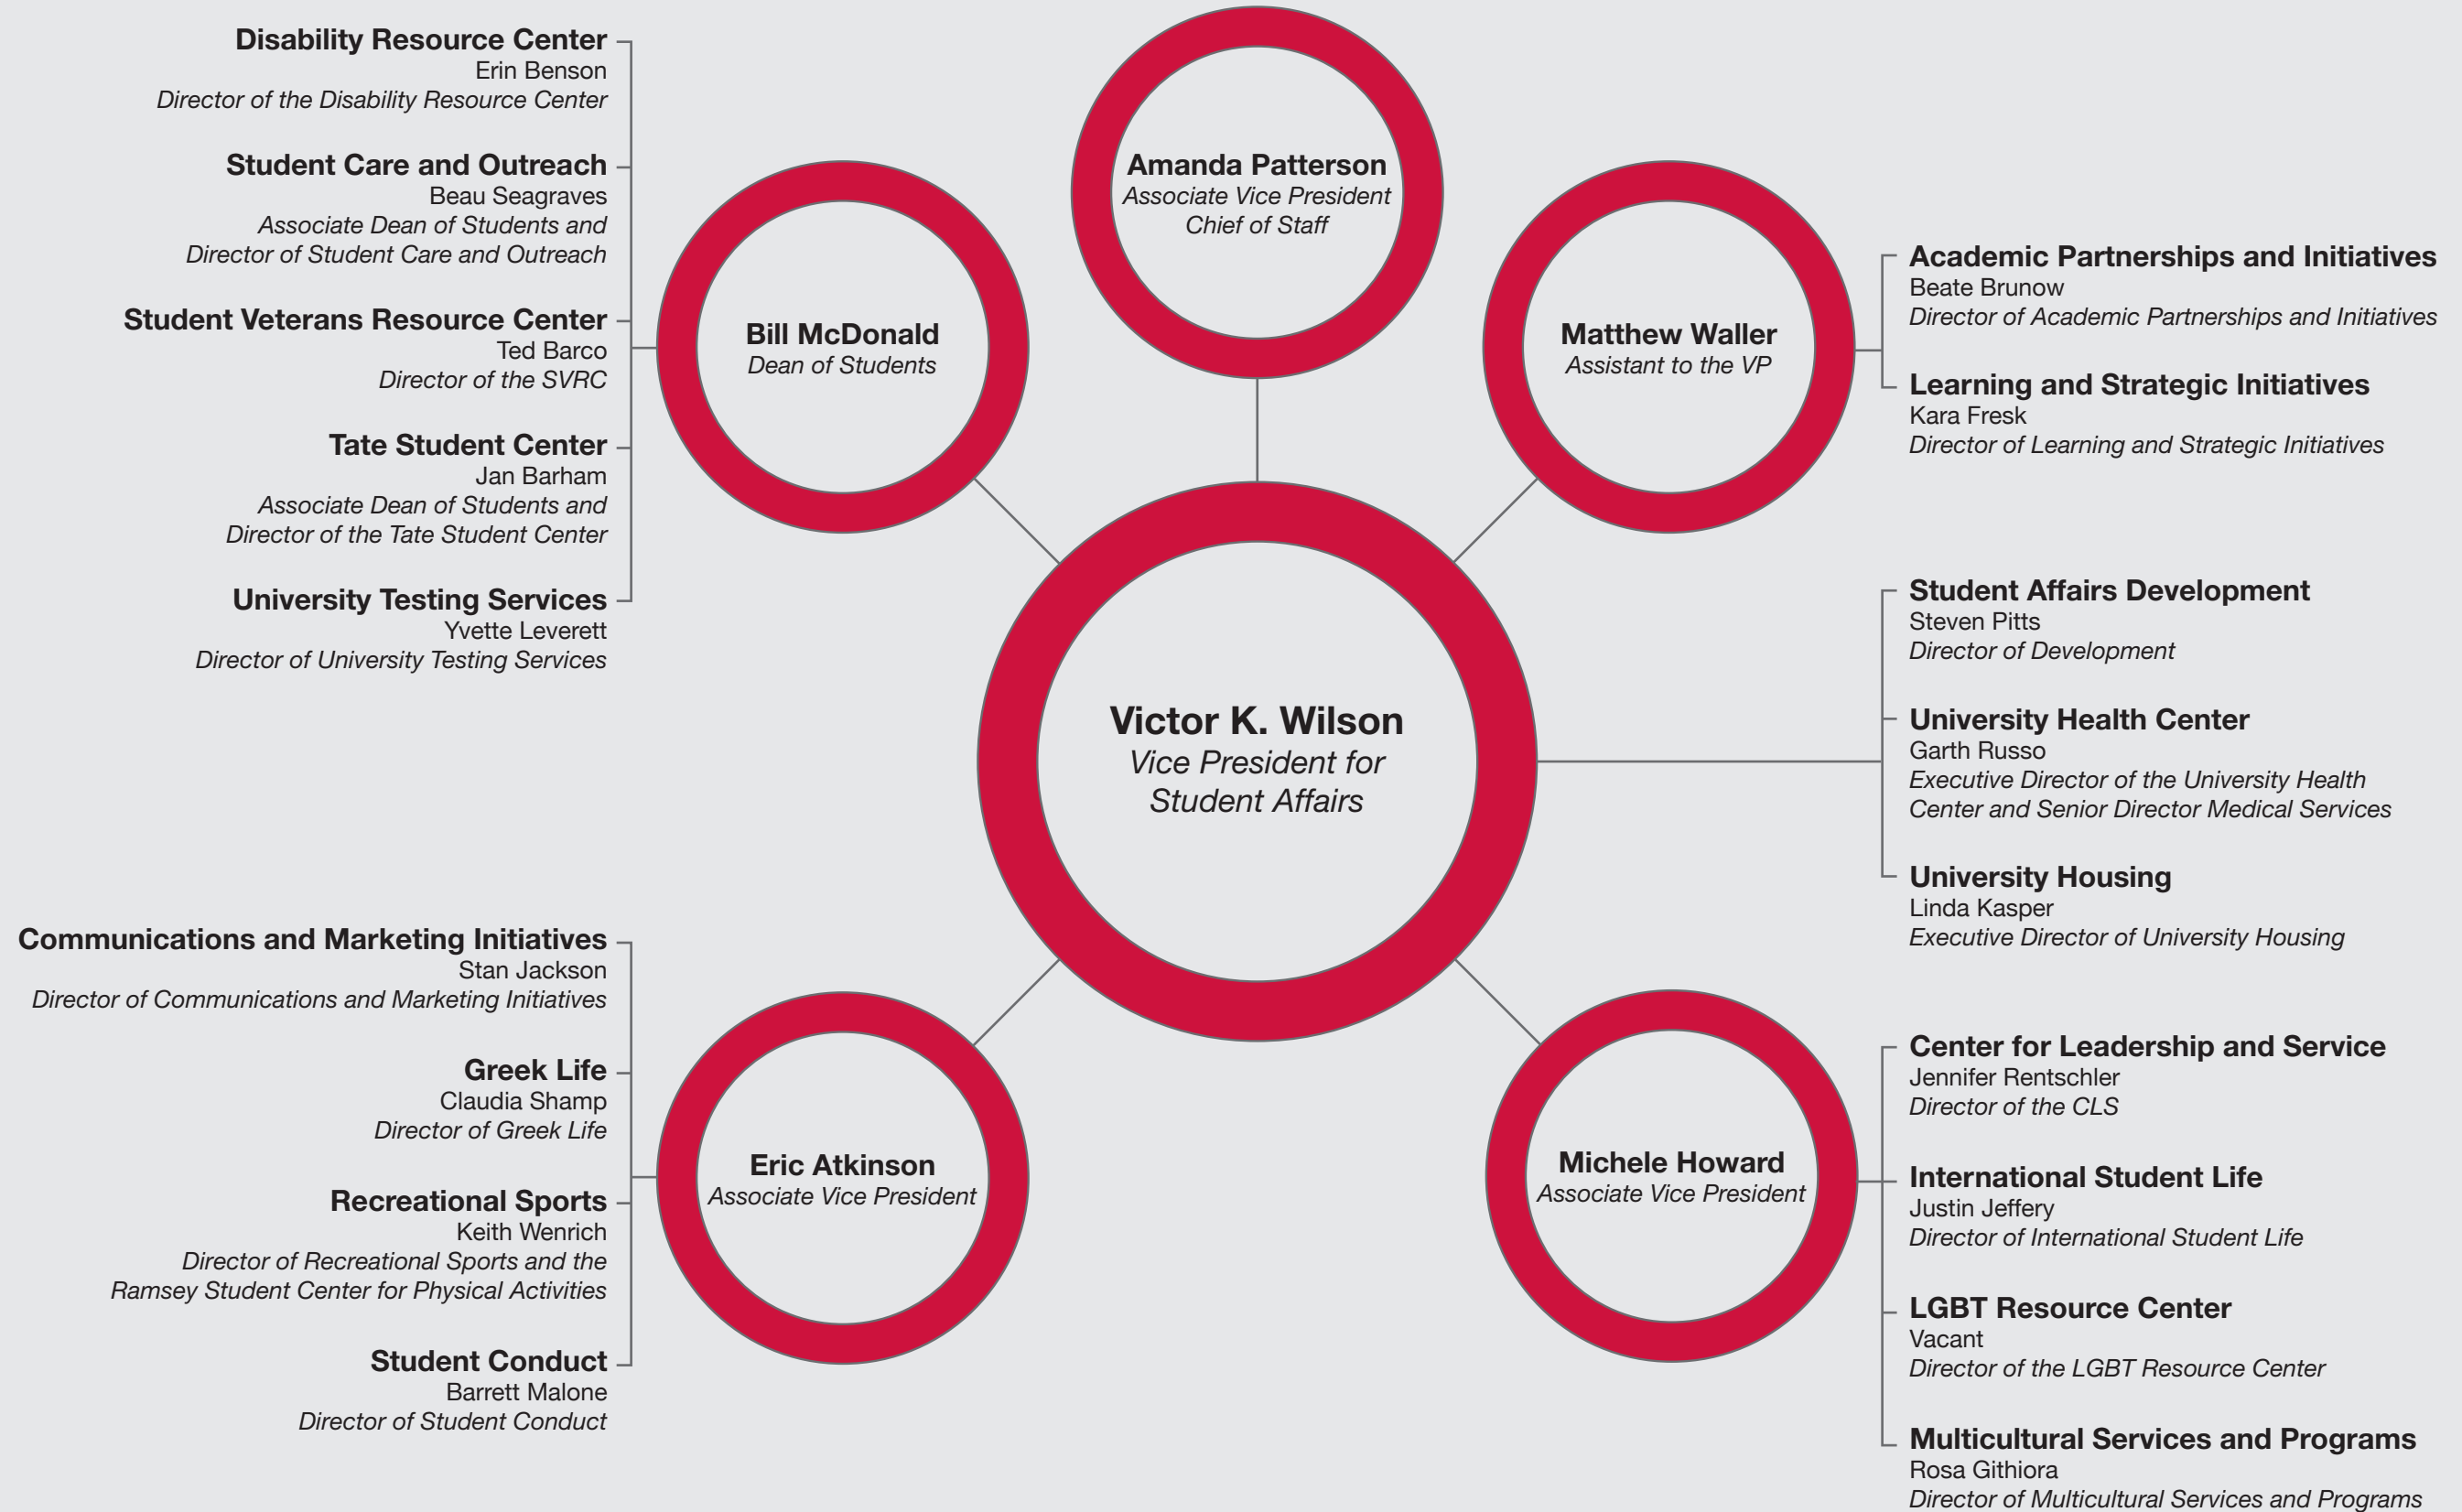 Disability Resource Center
Erin Benson
Director of the Disability Resource Center
Student Care and Outreach
Beau Seagraves
Associate Dean of Students and
Director of Student Care and Outreach
Student Veterans Resource Center
Ted Barco
Director of the SVRC
Tate Student Center
Jan Barham
Associate Dean of Students and
Director of the Tate Student Center
University Testing Services
Yvette Leverett
Director of University Testing Services
Bill McDonald
Dean of Students
Amanda Patterson
Associate Vice President
Chief of Staff
Matthew Waller
Assistant to the VP
Academic Partnerships and Initiatives
Beate Brunow
Director of Academic Partnerships and Initiatives
Learning and Strategic Initiatives
Kara Fresk
Director of Learning and Strategic Initiatives
Victor K. Wilson
Vice President for
Student Affairs
Student Affairs Development
Steven Pitts
Director of Development
University Health Center
Garth Russo
Executive Director of the University Health
Center and Senior Director Medical Services
University Housing
Linda Kasper
Executive Director of University Housing
Communications and Marketing Initiatives
Stan Jackson
Director of Communications and Marketing Initiatives
Greek Life
Claudia Shamp
Director of Greek Life
Recreational Sports
Keith Wenrich
Director of Recreational Sports and the
Ramsey Student Center for Physical Activities
Student Conduct
Barrett Malone
Director of Student Conduct
Eric Atkinson
Associate Vice President
Michele Howard
Associate Vice President
Center for Leadership and Service
Jennifer Rentschler
Director of the CLS
International Student Life
Justin Jeffery
Director of International Student Life
LGBT Resource Center
Vacant
Director of the LGBT Resource Center
Multicultural Services and Programs
Rosa Githiora
Director of Multicultural Services and Programs